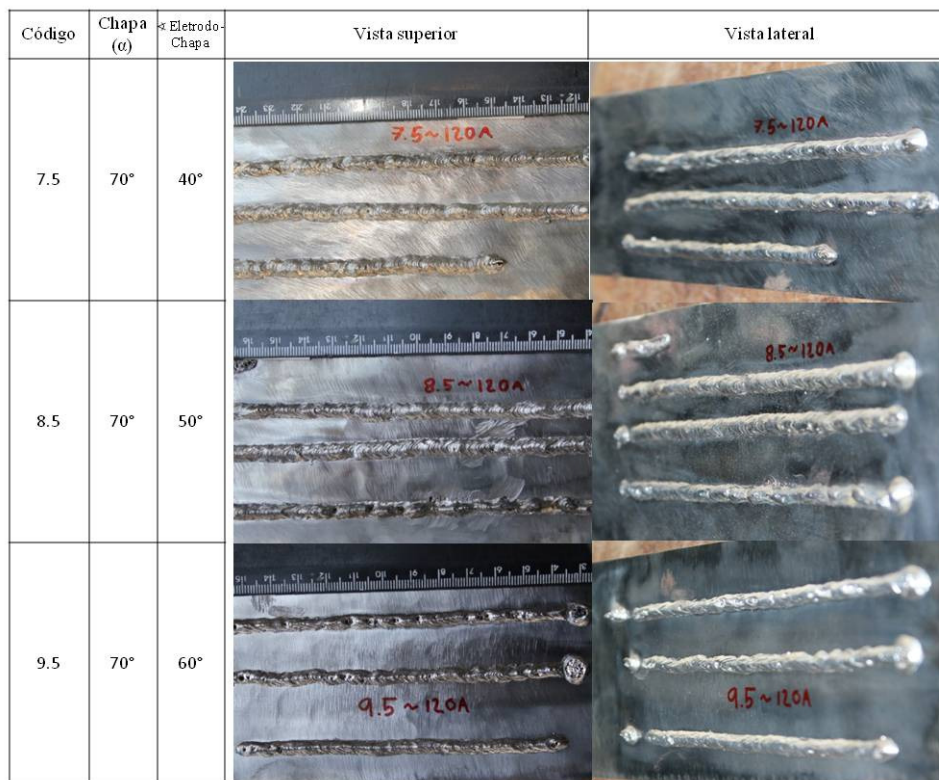 Código
Chapa
(α)
∢ Eletrodo-
Chapa
Vista superior
Vista lateral
7.5
70°
40°
7.5~120A
7.5~120A
8.5
70°
50°
8.5~120A
8.5~120A
9.5
70°
60°
9.5~120A
9.5~120A